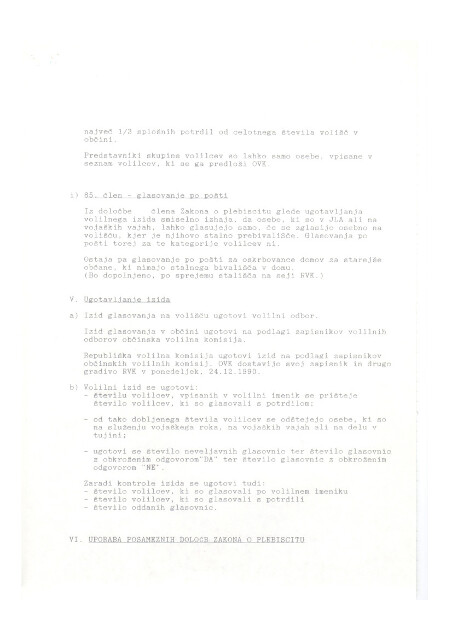 največ 1/2 splošnih potrdil od celotnega števila volišč v
občini.
Predstavniki skupine volilcev so lahko samo osebe, vpisane v
seznam volilcev, ki se ga predloži OVK.
i) 85. člen - glasovanje po pošti
Iz določbe člena Zakona o plebiscitu glede ugotavljanja
volilnega izida smiselno izhaja, da osebe, ki so v JLA ali na
vojaških vajah, lahko glasujejo samo, če se zglasijo osebno na
volišču, kjer je njihovo stalno prebivališče. Glasovanja po
pošti torej za te kategorije volilcev ni.
Ostaja pa glasovanje po pošti za oskrbovance domov za starejše
občane, ki nimajo stalnega bivališča v domu.
(Bo dopolnjeno, po sprejemu stališča na seji RVK.)
V. Ugotavljanje izida
a) Izid glasovanja na volišču ugotovi volilni odbor.
Izid glasovanja v občini ugotovi na podlagi zapisnikov volilnih
odborov občinska volilna komisija.
Republiška volilna komisija ugotovi izid na podlagi zapisnikov
občinskih volilnih komisij. OVK dostavijo svoj zapisnik in drugo
gradivo RVK v ponedeljek, 24.12.1990.
b) Volilni izid se ugotovi:
- številu volilcev, vpisanih v volilni imenik se prišteje
število volilcev, ki so glasovali s potrdilom;
- od tako dobljenega števila volilcev se odštejejo osebe, ki so
na služenju vojaškega roka, na vojaških vajah ali na delu v
tujini;
- ugotovi se število neveljavnih glasovnic ter število glasovnic
z obkroženim odgovorom"DA" ter število glasovnic z obkroženim
odgovorom "NE".
Zaradi kontrole izida se ugotovi tudi:
- število volilcev, ki so glasovali po volilnem imeniku
- število volilcev, ki so glasovali s potrdili
- število oddanih glasovnic.
VI. UPORABA POSAMEZNIH DOLOČB ZAKONA O PLEBISCITU